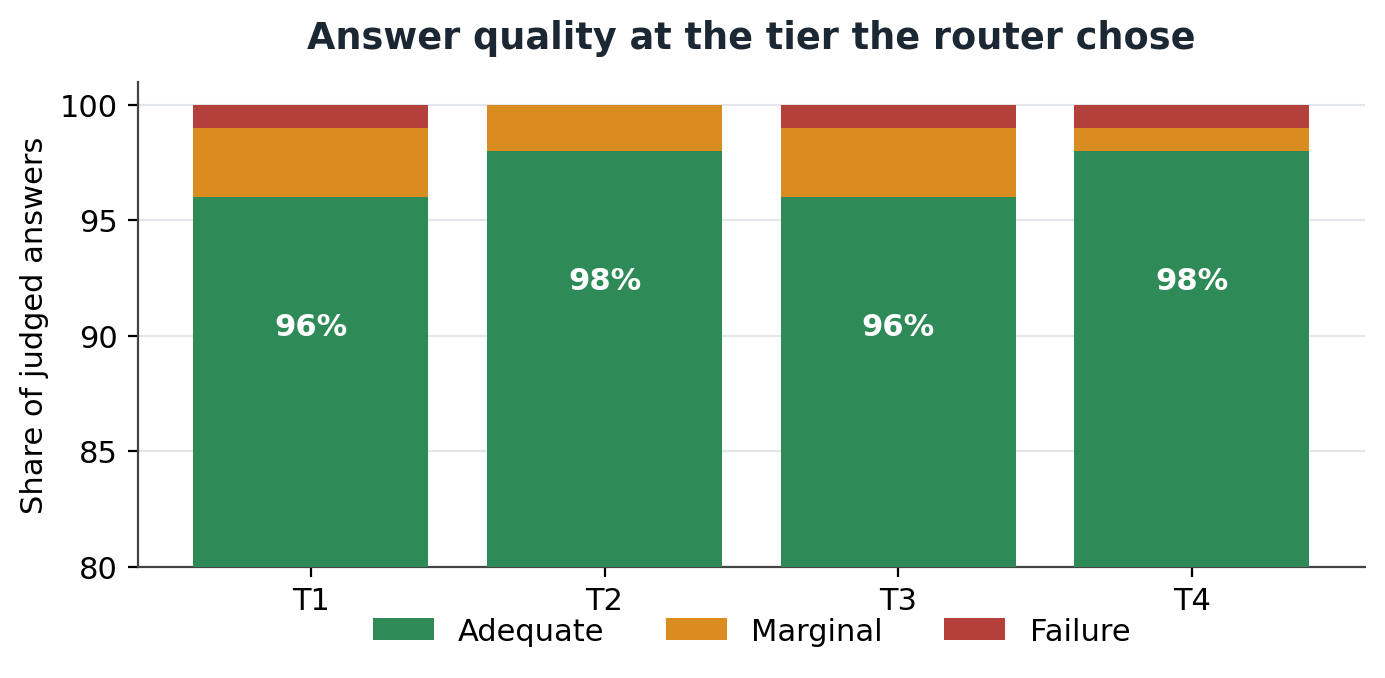 Answer quality at the tier the router chose
Share of judged answers
100
95
90
85
80
96%
98%
96%
98%
T1 T2 T3 T4
Adequate Marginal Failure